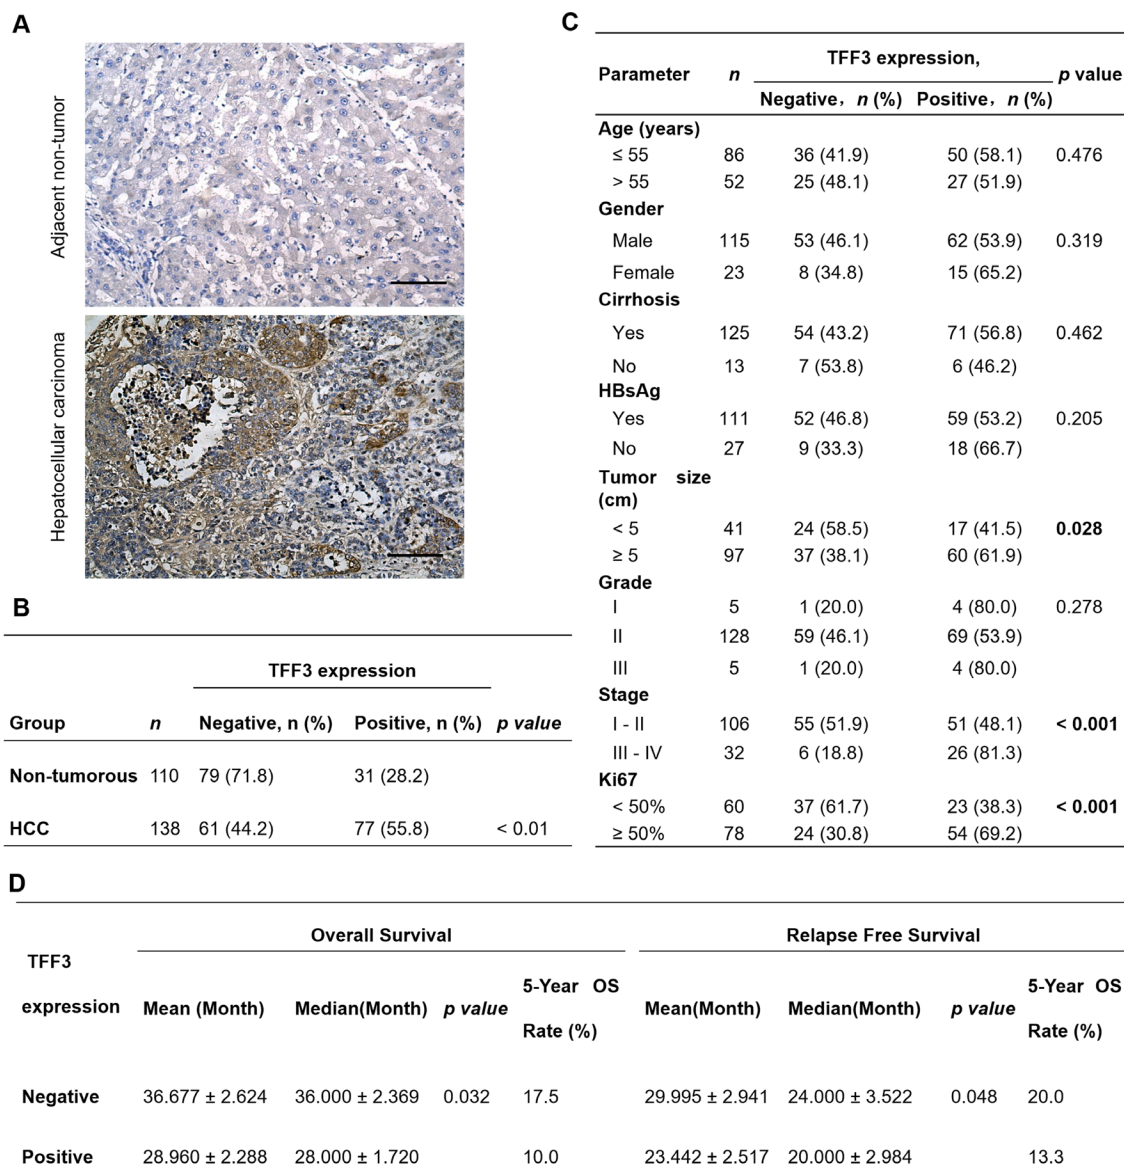 A
Adjacent non-tumor
Hepatocellular carcinoma
B
TFF3 expression
Group n Negative, n (%) Positive, n (%) p value
Non-tumorous 110 79 (71.8) 31 (28.2)
HCC 138 61 (44.2) 77 (55.8) < 0.01
C
TFF3 expression,
Parameter n p value
Negative，n (%) Positive，n (%)
Age (years)
≤ 55 86 36 (41.9) 50 (58.1) 0.476
> 55 52 25 (48.1) 27 (51.9)
Gender
Male 115 53 (46.1) 62 (53.9) 0.319
Female 23 8 (34.8) 15 (65.2)
Cirrhosis
Yes 125 54 (43.2) 71 (56.8) 0.462
No 13 7 (53.8) 6 (46.2)
HBsAg
Yes 111 52 (46.8) 59 (53.2) 0.205
No 27 9 (33.3) 18 (66.7)
Tumor size
(cm)
< 5 41 24 (58.5) 17 (41.5) 0.028
≥ 5 97 37 (38.1) 60 (61.9)
Grade
I 5 1 (20.0) 4 (80.0) 0.278
II 128 59 (46.1) 69 (53.9)
III 5 1 (20.0) 4 (80.0)
Stage
I - II 106 55 (51.9) 51 (48.1) < 0.001
III - IV 32 6 (18.8) 26 (81.3)
Ki67
< 50% 60 37 (61.7) 23 (38.3) < 0.001
≥ 50% 78 24 (30.8) 54 (69.2)
D
Overall Survival Relapse Free Survival
TFF3
5-Year OS 5-Year OS
expression Mean (Month) Median(Month) p value Mean(Month) Median(Month) p value
Rate (%) Rate (%)
Negative 36.677 ± 2.624 36.000 ± 2.369 0.032 17.5 29.995 ± 2.941 24.000 ± 3.522 0.048 20.0
Positive 28.960 ± 2.288 28.000 ± 1.720 10.0 23.442 ± 2.517 20.000 ± 2.984 13.3